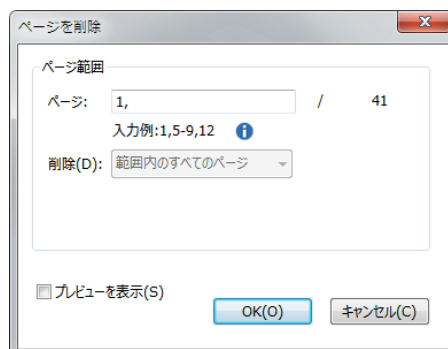 ページを削除
ページ範囲
ページ: 1, / 41
入力例:1,5-9,12
削除(D): 範囲内のすべてのページ
プレビューを表示(S)
OK(O) キャンセル(C)